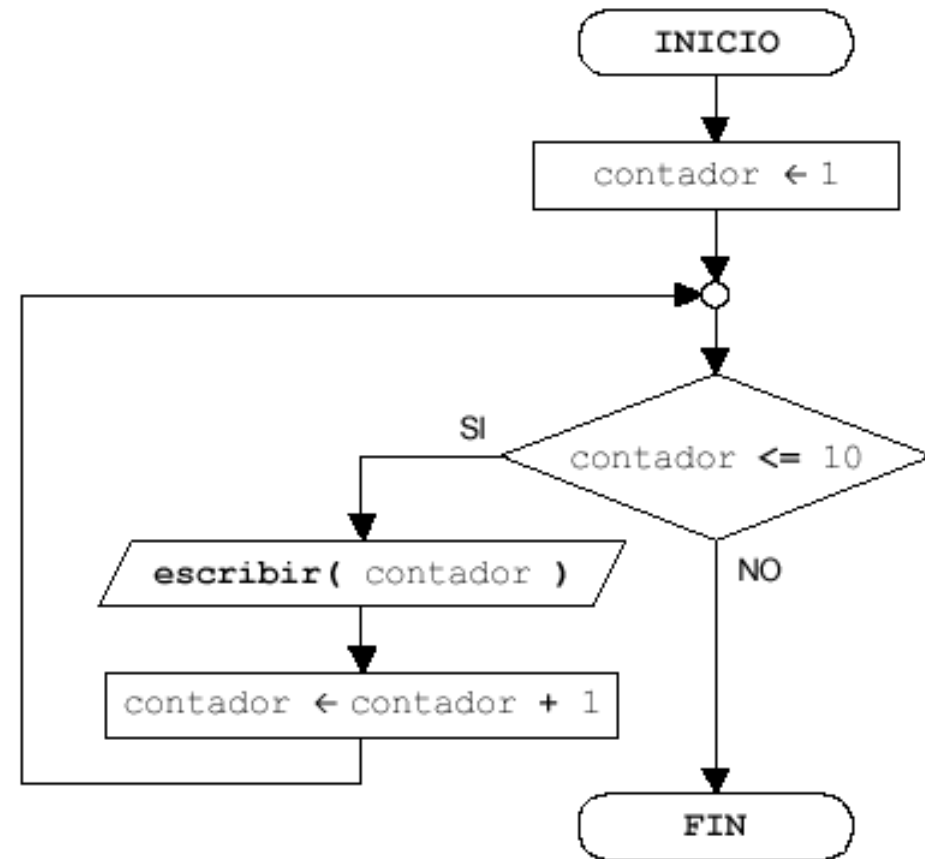 INICIO
contador ← 1
SI
contador <= 10
escribir( contador )
NO
contador ← contador + 1
FIN